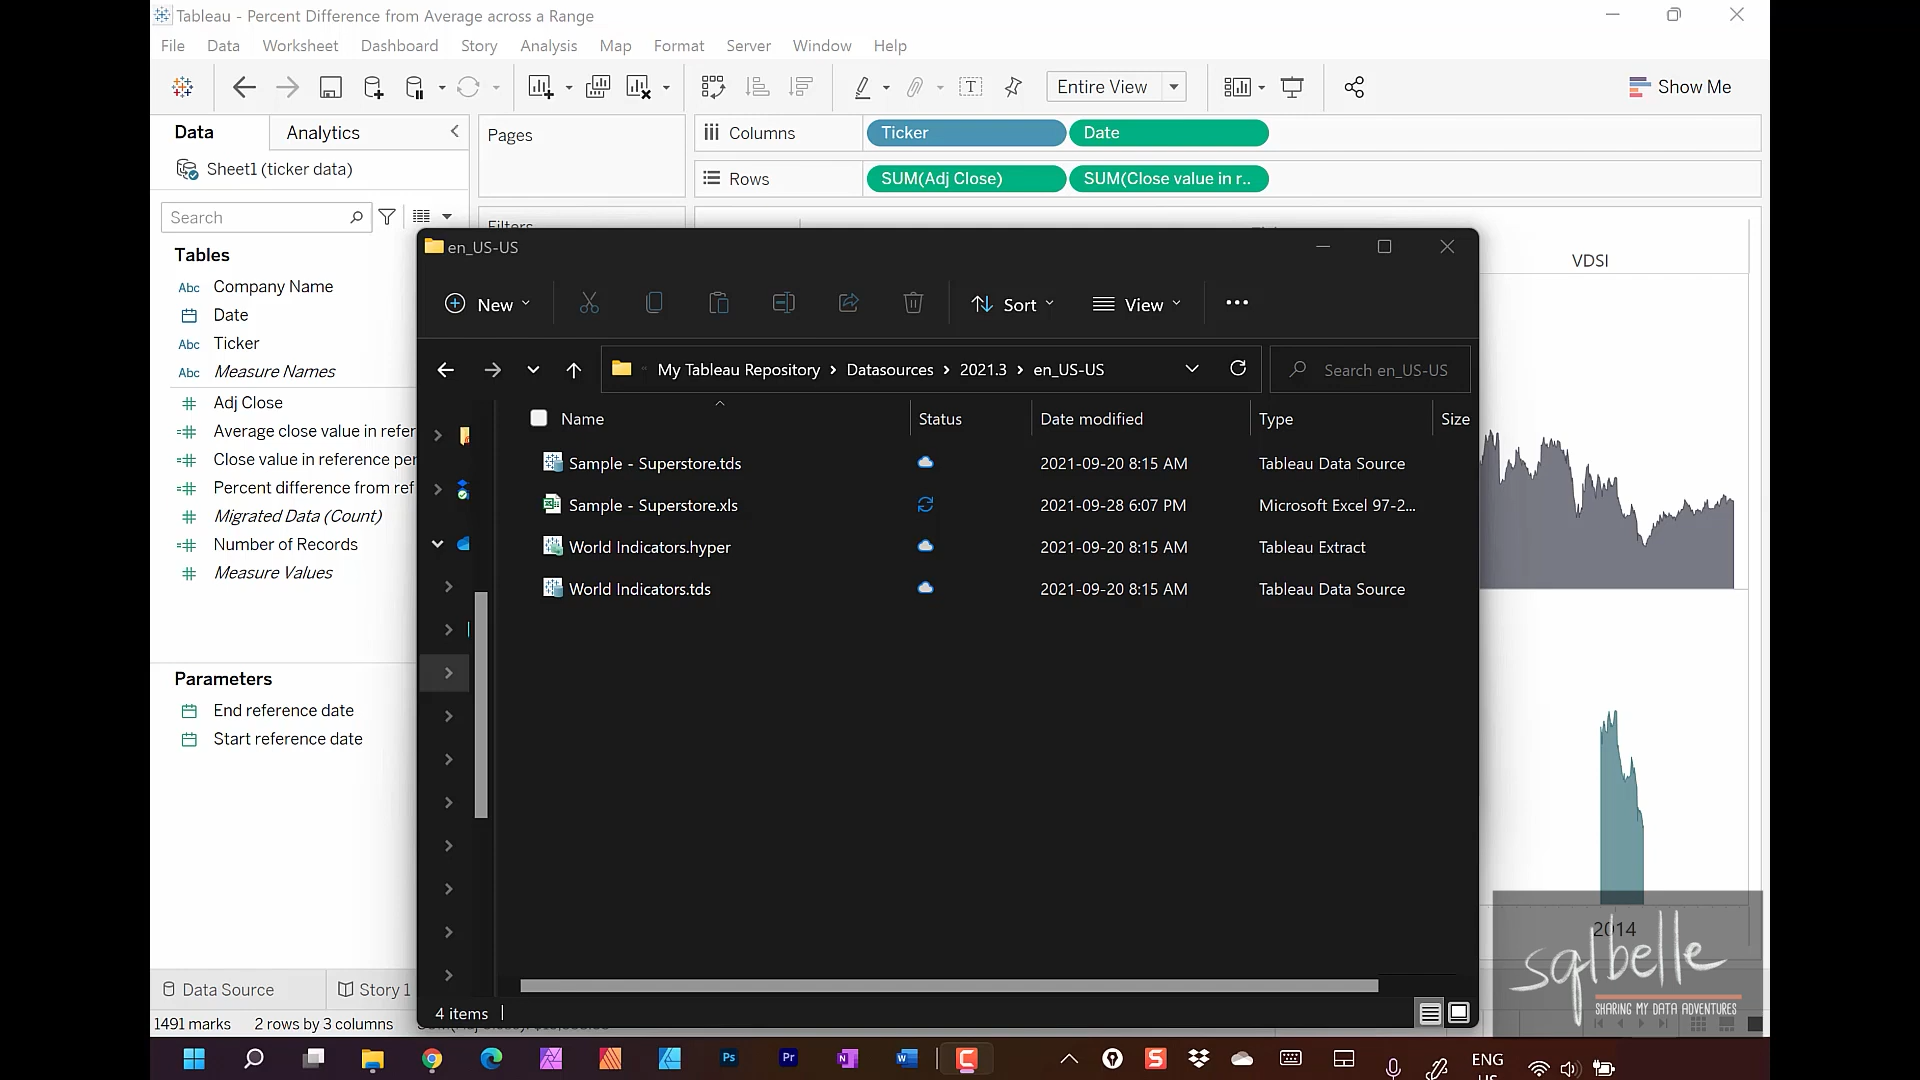 Tableau - Percent Difference from Average across a Range
File Data Worksheet Dashboard Story Analysis Map Format Server Window Help
Entire View
Show Me
Data Analytics
Pages
Columns
Ticker Date
Sheet1 (ticker data)
Rows
SUM(Adj Close) SUM(Close value in r..
Search
Filters
Tables
Company Name
Date
Ticker
Measure Names
Adj Close
Average close value in refer
Close value in reference per
Percent difference from ref
Migrated Data (Count)
Number of Records
Measure Values
Parameters
End reference date
Start reference date
Data Source Story 1
1491 marks 2 rows by 3 columns
VDSI
2014
en_US-US
New Sort View
My Tableau Repository Datasources 2021.3 en_US-US
Search en_US-US
Name Status Date modified Type Size
Sample - Superstore.tds 2021-09-20 8:15 AM Tableau Data Source
Sample - Superstore.xls 2021-09-28 6:07 PM Microsoft Excel 97-2...
World Indicators.hyper 2021-09-20 8:15 AM Tableau Extract
World Indicators.tds 2021-09-20 8:15 AM Tableau Data Source
4 items
sqlbelle
SHARING MY DATA ADVENTURES
ENG